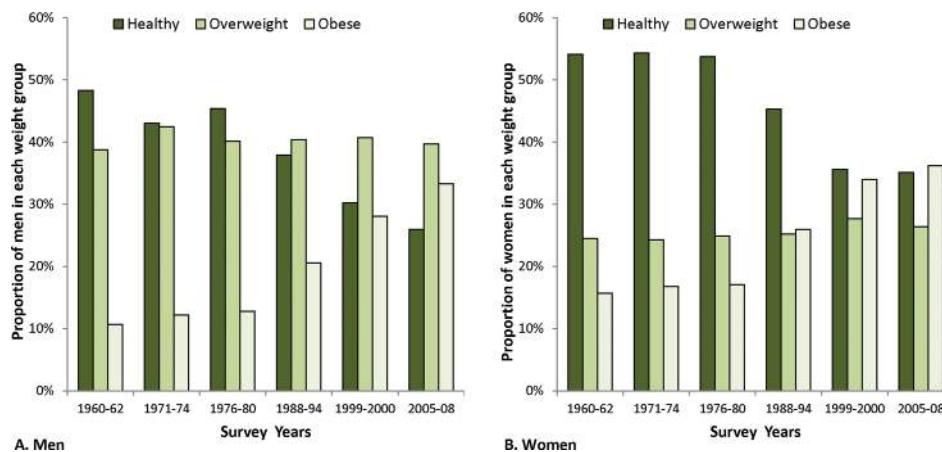 Healthy Overweight Obese
60%
50%
40%
30%
20%
10%
0%
Proportion of men in each weight group
1960-62 1971-74 1976-80 1988-94 1999-2000 2005-08
Survey Years
A. Men
Healthy Overweight Obese
60%
50%
40%
30%
20%
10%
0%
Proportion of women in each weight group
1960-62 1971-74 1976-80 1988-94 1999-2000 2005-08
Survey Years
B. Women